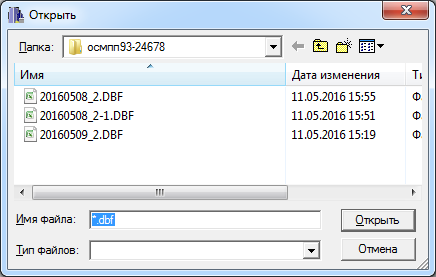 Открыть
Папка: осмпп93-24678
Имя Дата изменения Ти
20160508_2.DBF 11.05.2016 15:55 Ф
20160508_2-1.DBF 11.05.2016 15:51 Ф
20160509_2.DBF 11.05.2016 15:19 Ф
Имя файла: *.dbf Открыть
Тип файлов: Отмена